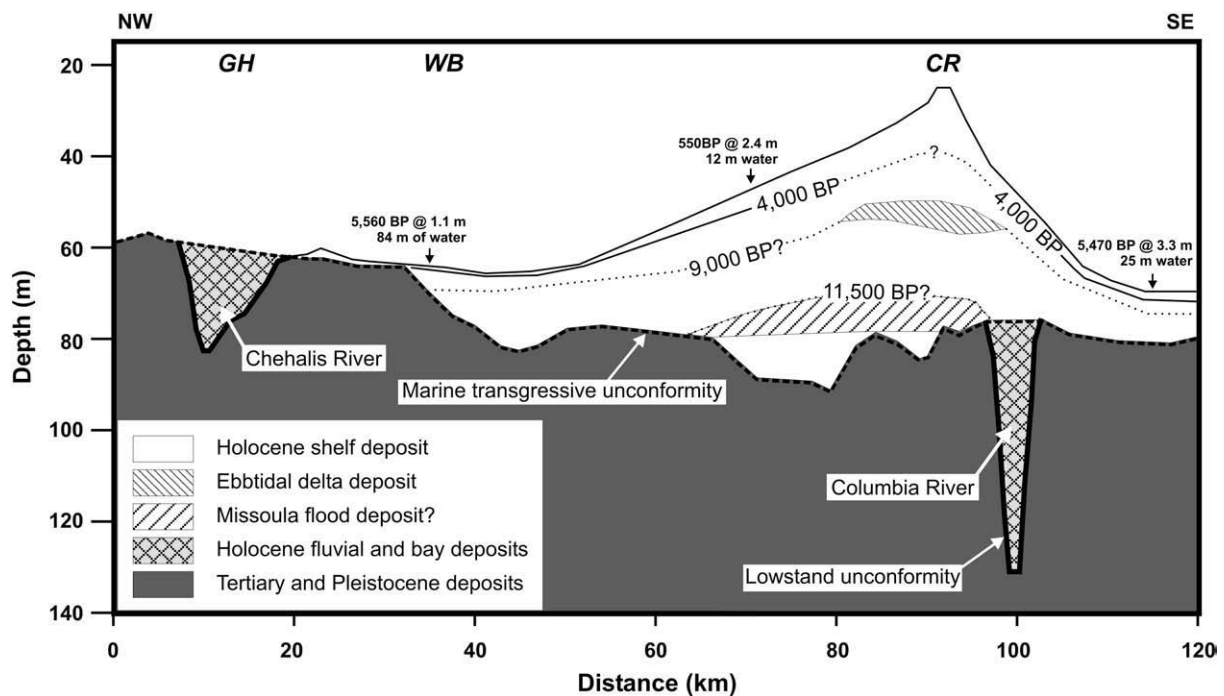 NW
SE
GH
WB
CR
20
40
60
80
100
120
140
Depth (m)
550BP @ 2.4 m
12 m water
?
4,000 BP
4,000 BP
5,560 BP @ 1.1 m
84 m of water
5,470 BP @ 3.3 m
25 m water
9,000 BP?
11,500 BP?
Chehalis River
Marine transgressive unconformity
Columbia River
Lowstand unconformity
Holocene shelf deposit
Ebbtidal delta deposit
Missoula flood deposit?
Holocene fluvial and bay deposits
Tertiary and Pleistocene deposits
0
20
40
60
80
100
120
Distance (km)